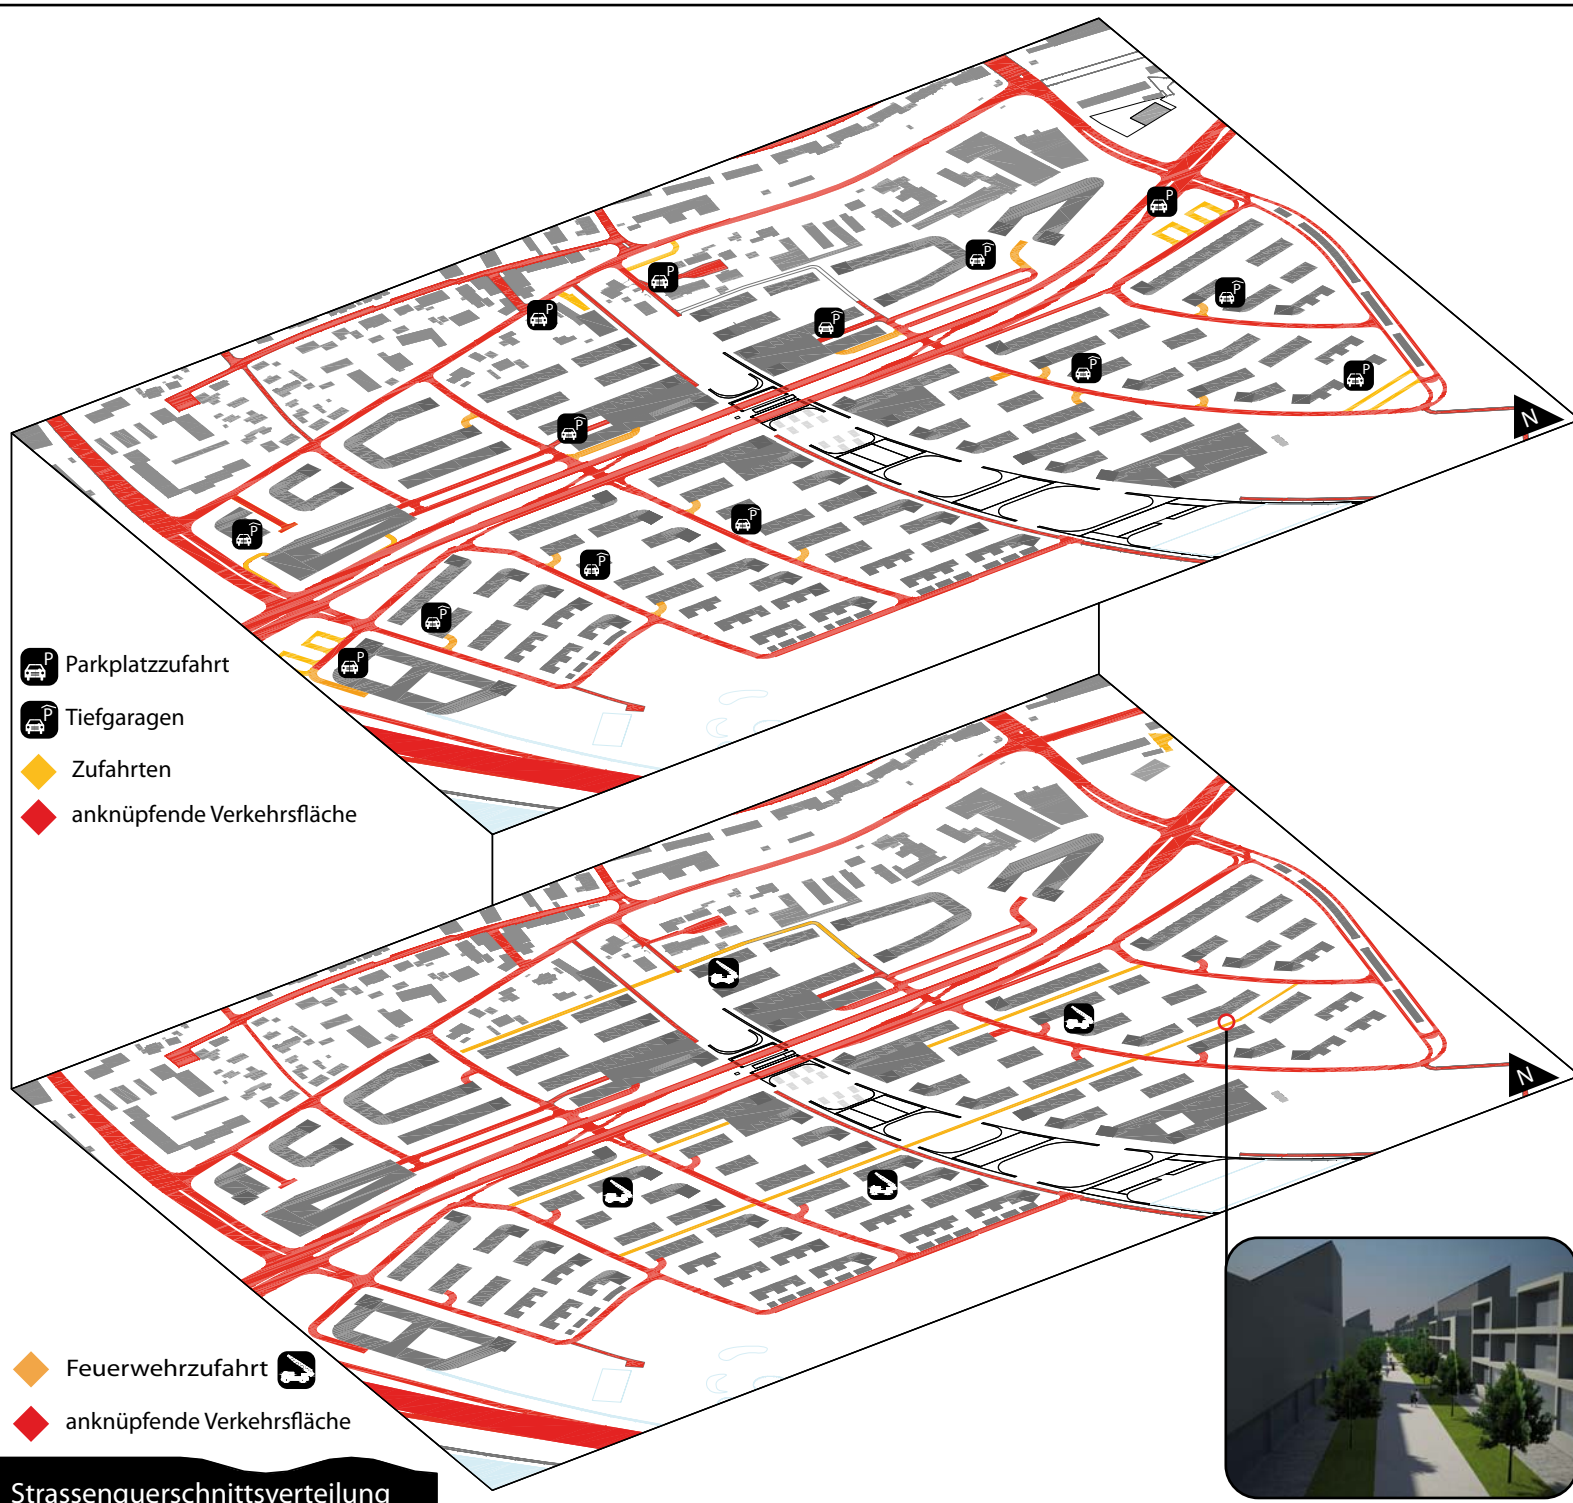 P Parkplatzzufahrt
P Tiefgaragen
Zufahrten
anknüpfende Verkehrsfläche
N
N
Feuerwehrzufahrt
anknüpfende Verkehrsfläche
Strassenquerschnittsverteilung